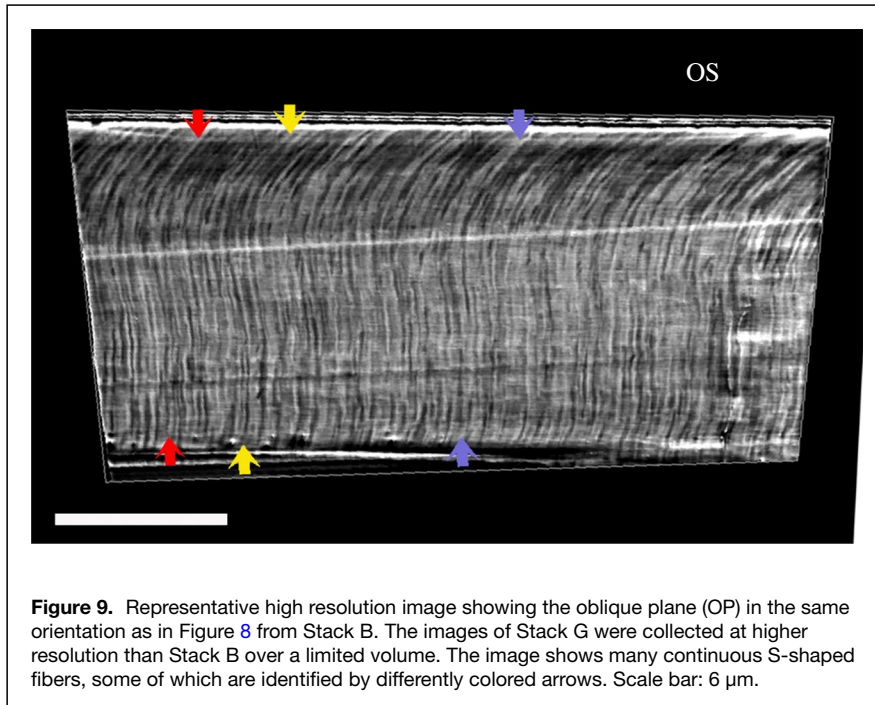 OS
Figure 9. Representative high resolution image showing the oblique plane (OP) in the same
orientation as in Figure 8 from Stack B. The images of Stack G were collected at higher
resolution than Stack B over a limited volume. The image shows many continuous S-shaped
fibers, some of which are identified by differently colored arrows. Scale bar: 6 μm.